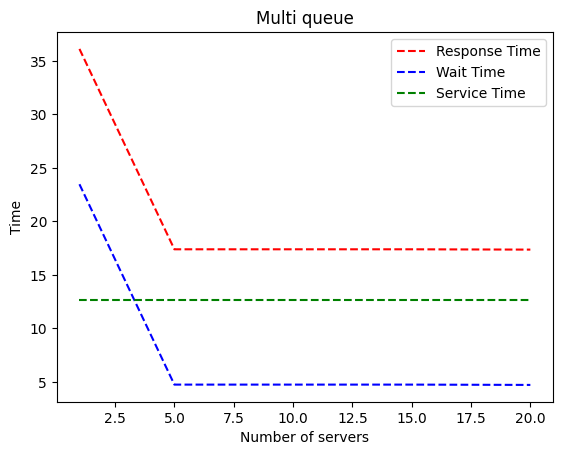 Multi queue
Response Time
Wait Time
Service Time
35
30
25
20
15
10
5
Time
2.5 5.0 7.5 10.0 12.5 15.0 17.5 20.0
Number of servers